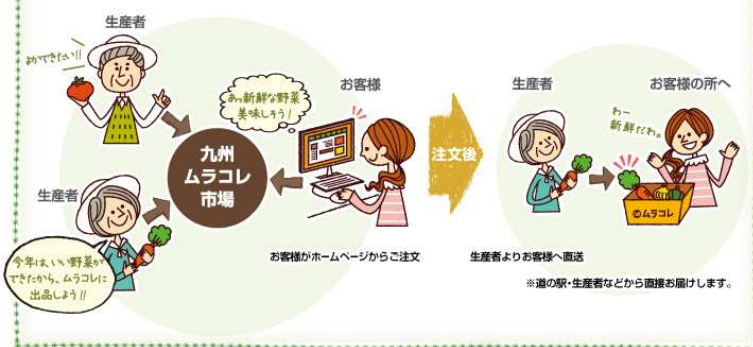 生産者
よかできたい!!
お客様
あっ新鮮な野菜
美味しそう!
九州
ムラコレ
市場
生産者
今年は、いい野菜が
できたから、ムラコレに
出品しよう!!
お客様がホームページからご注文
注文後
生産者
お客様の所へ
わー
新鮮だわ。
ムラコレ
生産者よりお客様へ直送
※道の駅・生産者などから直接お届けします。